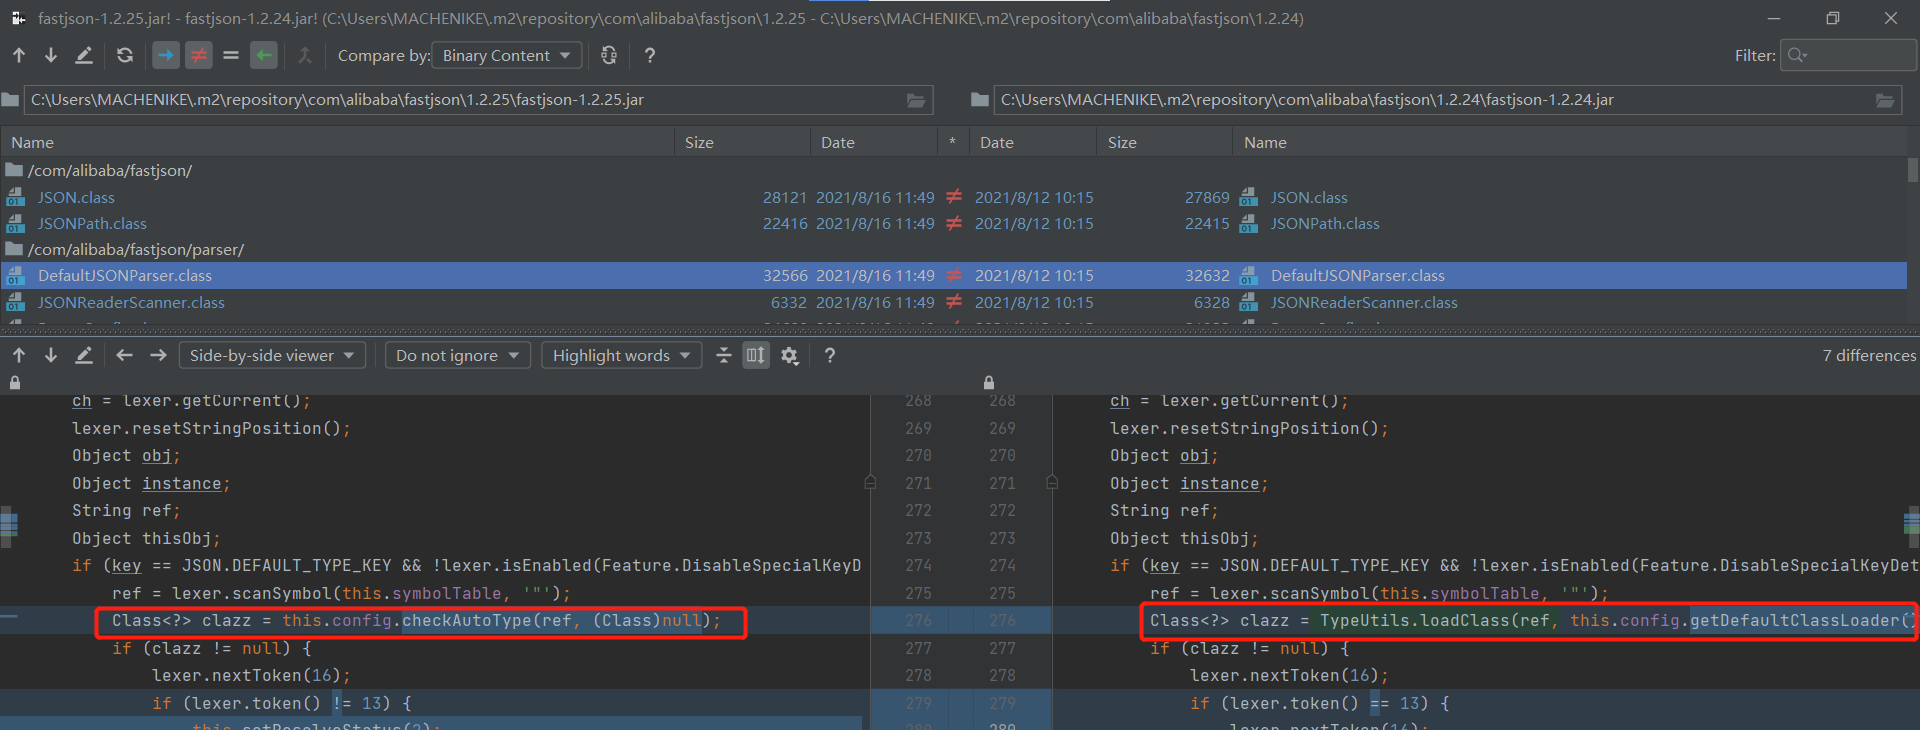 fastjson-1.2.25.jar! - fastjson-1.2.24.jar! (C:\Users\MACHENIKE\.m2\repository\com\alibaba\fastjson\1.2.25 - C:\Users\MACHENIKE\.m2\repository\com\alibaba\fastjson\1.2.24)
Compare by: Binary Content ? Filter:
C:\Users\MACHENIKE\.m2\repository\com\alibaba\fastjson\1.2.25\fastjson-1.2.25.jar C:\Users\MACHENIKE\.m2\repository\com\alibaba\fastjson\1.2.24\fastjson-1.2.24.jar
Name Size Date * Date Size Name
/com/alibaba/fastjson/
JSON.class 28121 2021/8/16 11:49 ≠ 2021/8/12 10:15 27869 JSON.class
JSONPath.class 22416 2021/8/16 11:49 ≠ 2021/8/12 10:15 22415 JSONPath.class
/com/alibaba/fastjson/parser/
DefaultJSONParser.class 32566 2021/8/16 11:49 ≠ 2021/8/12 10:15 32632 DefaultJSONParser.class
JSONReaderScanner.class 6332 2021/8/16 11:49 ≠ 2021/8/12 10:15 6328 JSONReaderScanner.class
Side-by-side viewer Do not ignore Highlight words ? 7 differences
ch = lexer.getCurrent(); 268 268 ch = lexer.getCurrent();
lexer.resetStringPosition(); 269 269 lexer.resetStringPosition();
Object obj; 270 270 Object obj;
Object instance; 271 271 Object instance;
String ref; 272 272 String ref;
Object thisObj; 273 273 Object thisObj;
if (key == JSON.DEFAULT_TYPE_KEY && !lexer.isEnabled(Feature.DisableSpecialKeyD 274 274 if (key == JSON.DEFAULT_TYPE_KEY && !lexer.isEnabled(Feature.DisableSpecialKeyDet
ref = lexer.scanSymbol(this.symbolTable, '"'); 275 275 ref = lexer.scanSymbol(this.symbolTable, '"');
Class<?> clazz = this.config.checkAutoType(ref, (Class)null); 276 276 Class<?> clazz = TypeUtils.loadClass(ref, this.config.getDefaultClassLoader()
if (clazz != null) { 277 277 if (clazz != null) {
lexer.nextToken(16); 278 278 lexer.nextToken(16);
if (lexer.token() != 13) { 279 279 if (lexer.token() == 13) {
this.setResolveStatus(2); 280 lexer.nextToken(16);